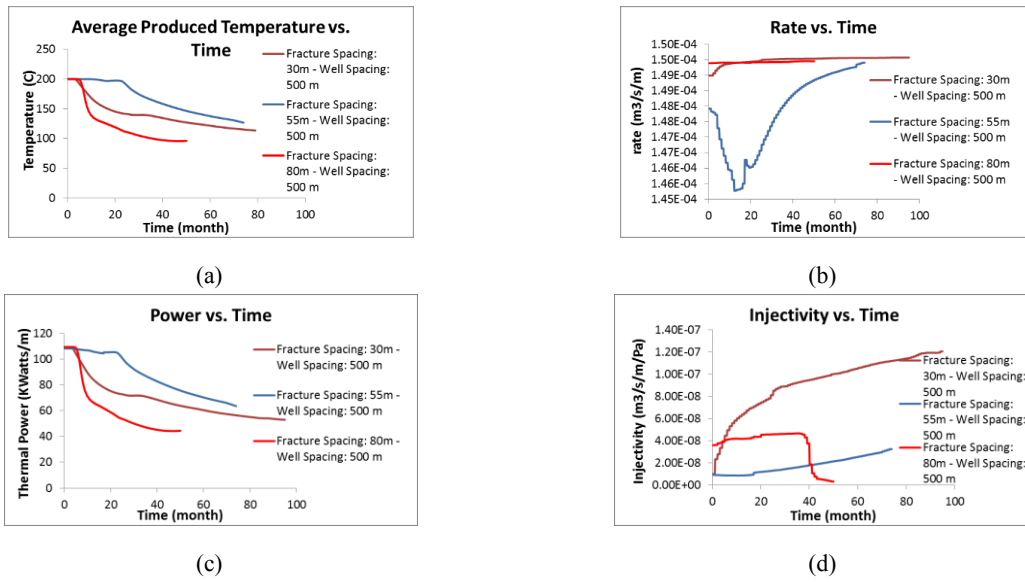 Average Produced Temperature vs.
Time
250
200
150
100
50
0
0
20
40
60
80
100
Temperature (C)
Time (month)
Fracture Spacing:
30m - Well Spacing:
500 m
Fracture Spacing:
55m - Well Spacing:
500 m
Fracture Spacing:
80m - Well Spacing:
500 m
(a)
Rate vs. Time
1.50E-04
1.50E-04
1.49E-04
1.49E-04
1.48E-04
1.48E-04
1.47E-04
1.47E-04
1.46E-04
1.46E-04
1.45E-04
0
20
40
60
80
100
rate (m3/s/m)
Time (month)
Fracture Spacing: 30m
- Well Spacing: 500 m
Fracture Spacing: 55m
- Well Spacing: 500 m
Fracture Spacing: 80m
- Well Spacing: 500 m
(b)
Power vs. Time
120
100
80
60
40
20
0
0
20
40
60
80
100
Thermal Power (KWatts/m)
Time (month)
Fracture Spacing: 30m -
Well Spacing: 500 m
Fracture Spacing: 55m -
Well Spacing: 500 m
Fracture Spacing: 80m -
Well Spacing: 500 m
(c)
Injectivity vs. Time
1.40E-07
1.20E-07
1.00E-07
8.00E-08
6.00E-08
4.00E-08
2.00E-08
0.00E+00
0
20
40
60
80
100
Injectivity (m3/s/m/Pa)
Time (month)
Fracture Spacing:
30m - Well Spacing:
500 m
Fracture Spacing:
55m - Well Spacing:
500 m
Fracture Spacing:
80m - Well Spacing:
500 m
(d)